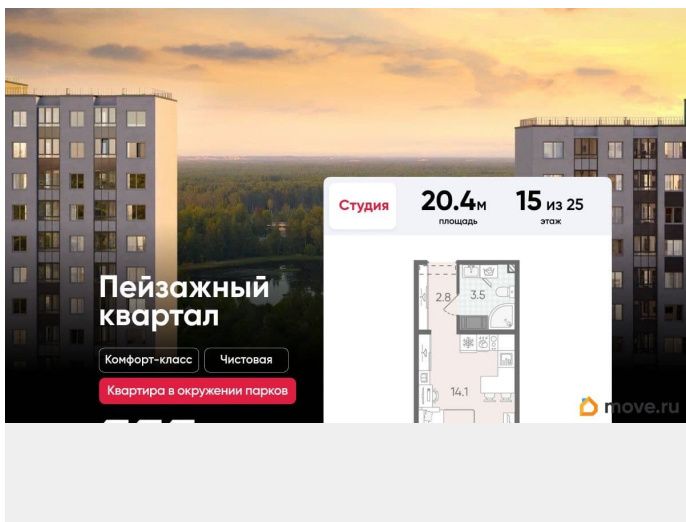 Студия
20.4м
площадь
15 из 25
этаж
Пейзажный
квартал
Комфорт-класс
Чистовая
Квартира в окружении парков
2.8
3.5
14.1
move.ru